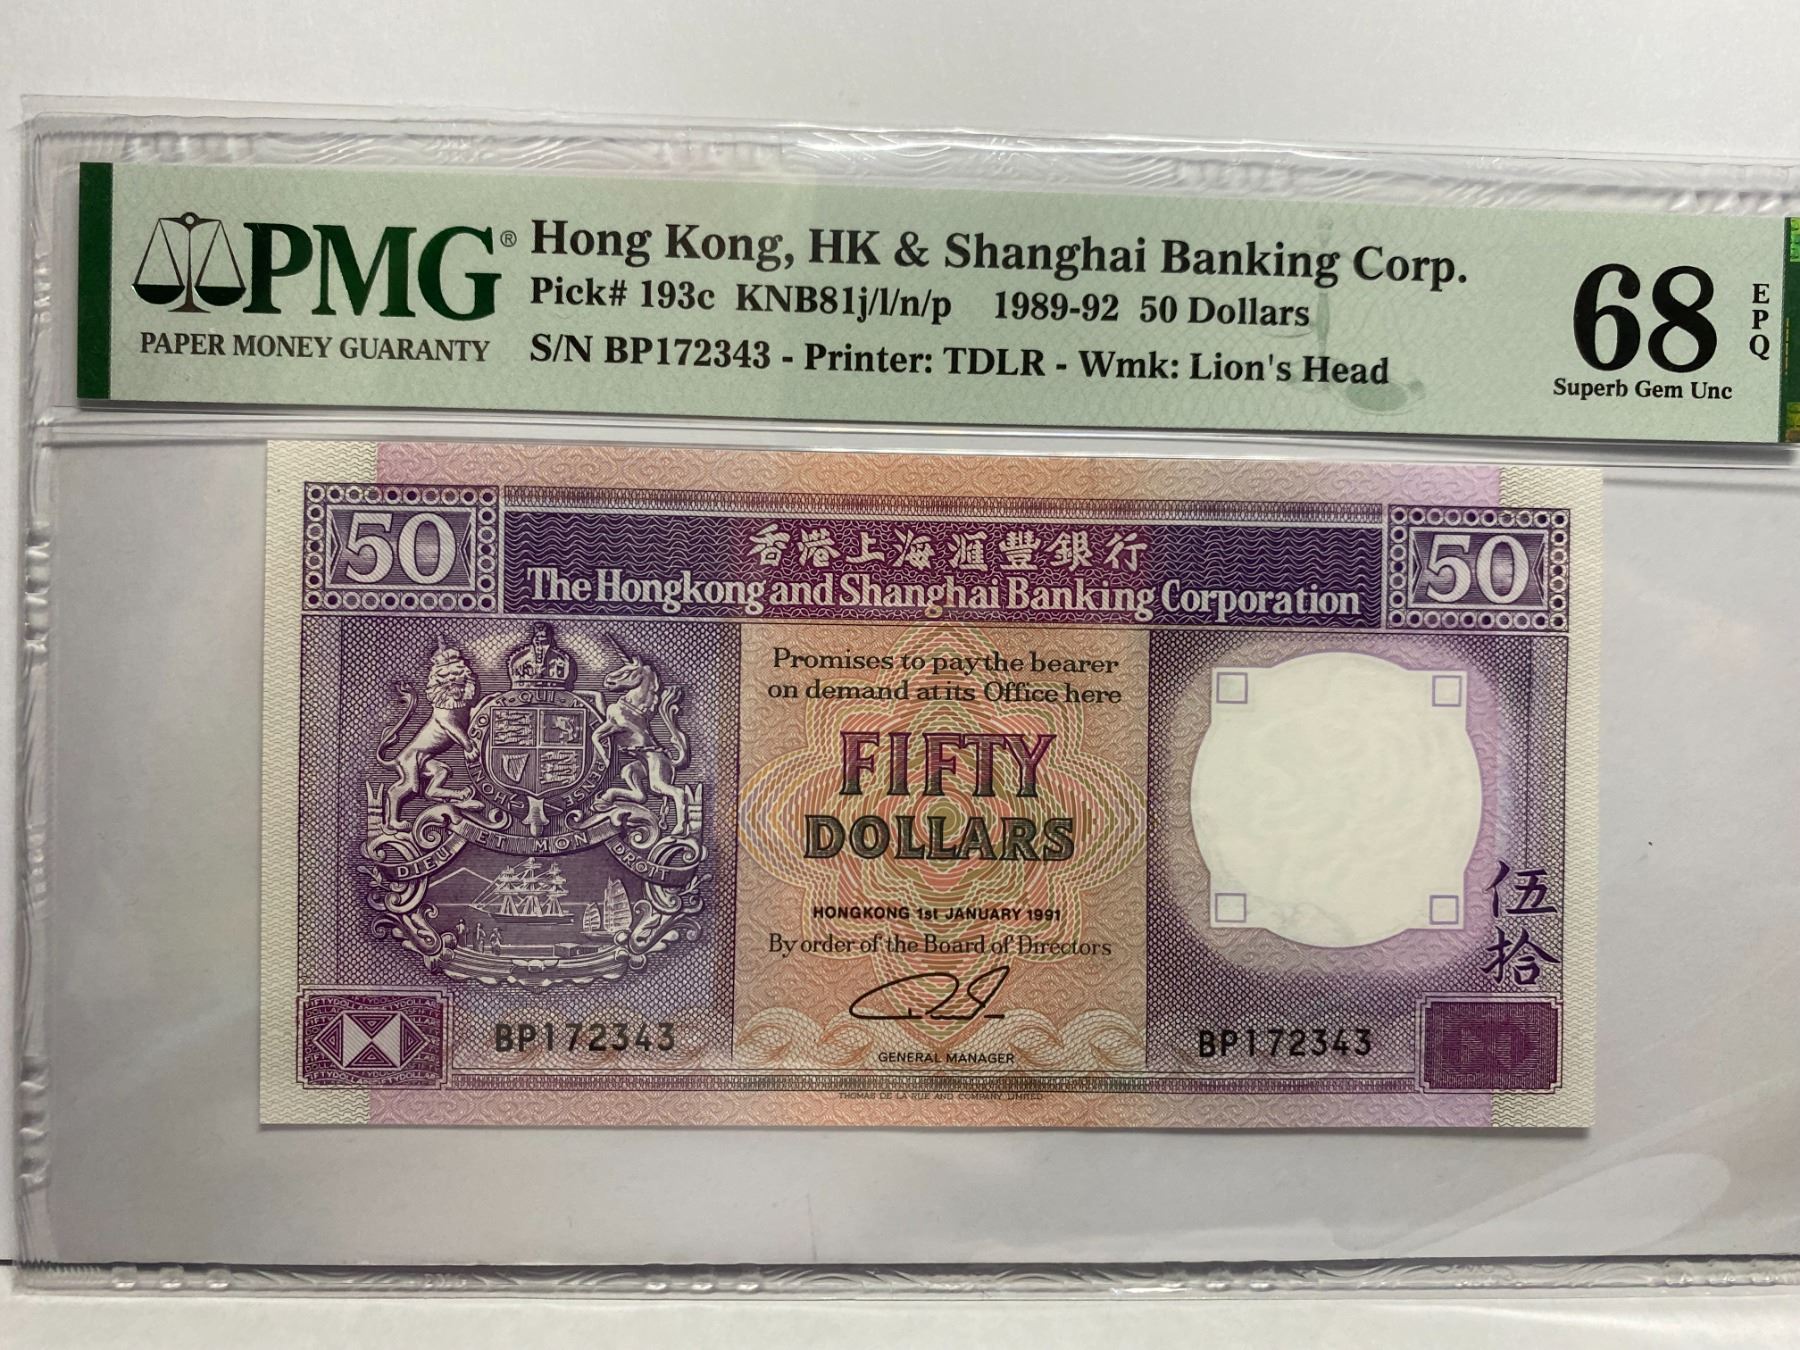 PMG® Hong Kong, HK & Shanghai Banking Corp.
Pick# 193c KNB81j/l/n/p 1989-92 50 Dollars
PAPER MONEY GUARANTY S/N BP172343 - Printer: TDLR - Wmk: Lion's Head
68 EPQ
Superb Gem Unc
50 香港上海滙豐銀行 50
The Hongkong and Shanghai Banking Corporation
Promises to pay the bearer
on demand at its Office here
FIFTY
DOLLARS
HONGKONG 1st JANUARY 1991
By order of the Board of Directors
GENERAL MANAGER
BP172343 BP172343
伍拾
DIEU ET MON DROIT
HONI QUI
THOMAS DE LA RUE AND COMPANY LIMITED